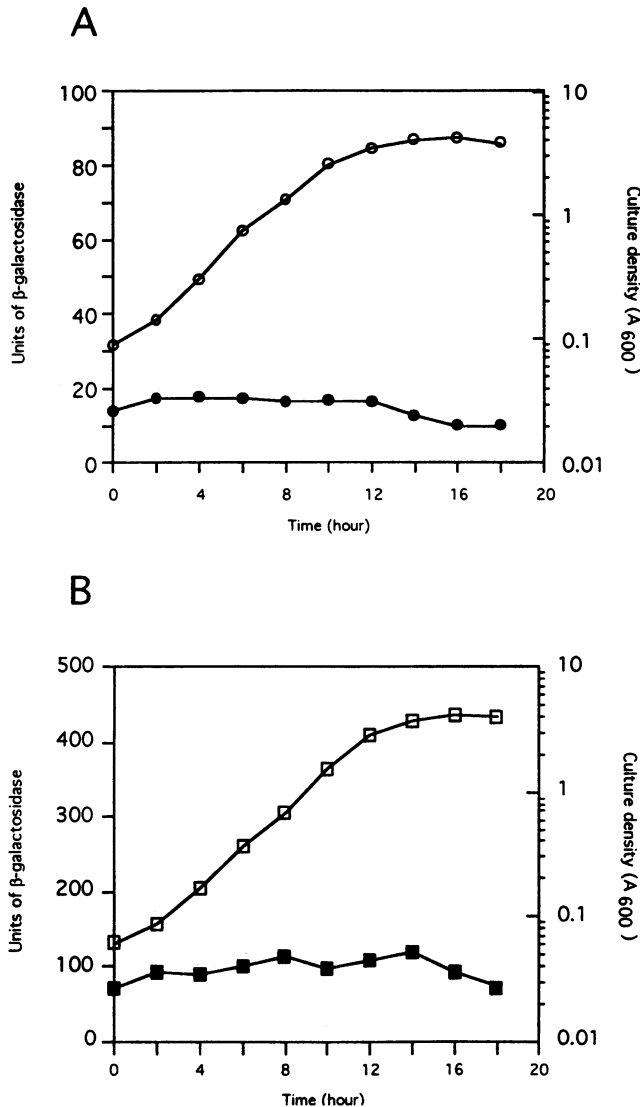 A
100
80
60
40
20
0
Units of β-galactosidase
10
1
0.1
0.01
Culture density (A 600 )
0 4 8 12 16 20
Time (hour)
B
500
400
300
200
100
0
Units of β-galactosidase
10
1
0.1
0.01
Culture density (A 600 )
0 4 8 12 16 20
Time (hour)